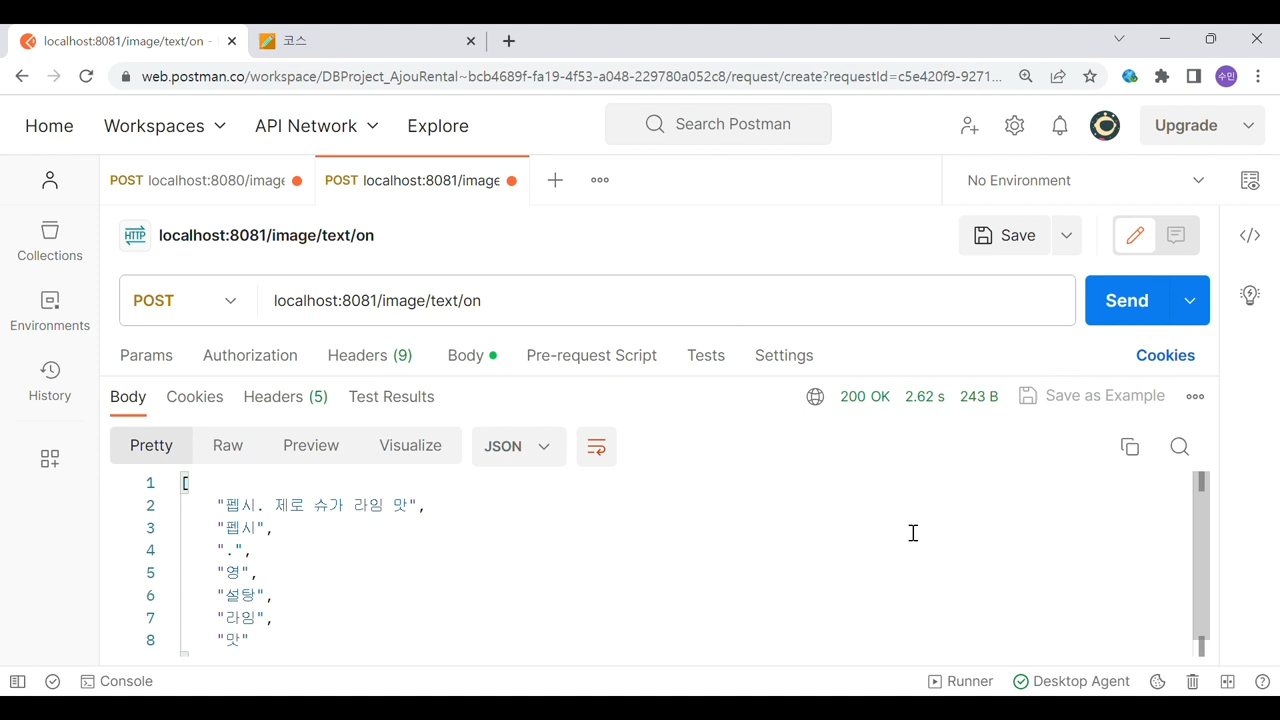 localhost:8081/image/text/on -
코스
web.postman.co/workspace/DBProject_AjouRental~bcb4689f-fa19-4f53-a048-229780a052c8/request/create?requestId=c5e420f9-9271...
수민
Home Workspaces API Network Explore Search Postman Upgrade
POST localhost:8080/image POST localhost:8081/image No Environment
HTTP localhost:8081/image/text/on Save
Collections
POST localhost:8081/image/text/on Send
Environments
Params Authorization Headers (9) Body Pre-request Script Tests Settings Cookies
History
Body Cookies Headers (5) Test Results 200 OK 2.62 s 243 B Save as Example
Pretty Raw Preview Visualize JSON
1 [
2 "펩시. 제로 슈가 라임 맛",
3 "펩시",
4 ".",
5 "영",
6 "설탕",
7 "라임",
8 "맛"
Console Runner Desktop Agent